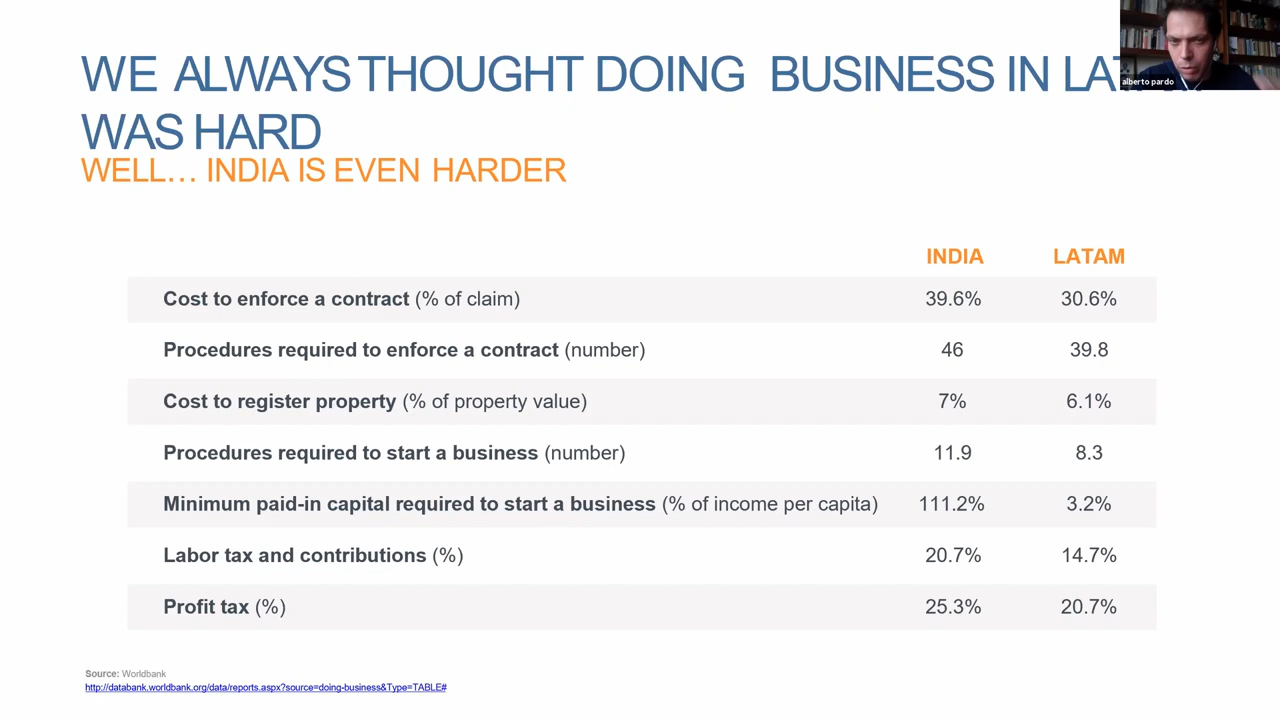 WE ALWAYS THOUGHT DOING BUSINESS IN
WAS HARD
WELL... INDIA IS EVEN HARDER
alberto pardo
INDIA LATAM
Cost to enforce a contract (% of claim) 39.6% 30.6%
Procedures required to enforce a contract (number) 46 39.8
Cost to register property (% of property value) 7% 6.1%
Procedures required to start a business (number) 11.9 8.3
Minimum paid-in capital required to start a business (% of income per capita) 111.2% 3.2%
Labor tax and contributions (%) 20.7% 14.7%
Profit tax (%) 25.3% 20.7%
Source: Worldbank
http://databank.worldbank.org/data/reports.aspx?source=doing-business&Type=TABLE#